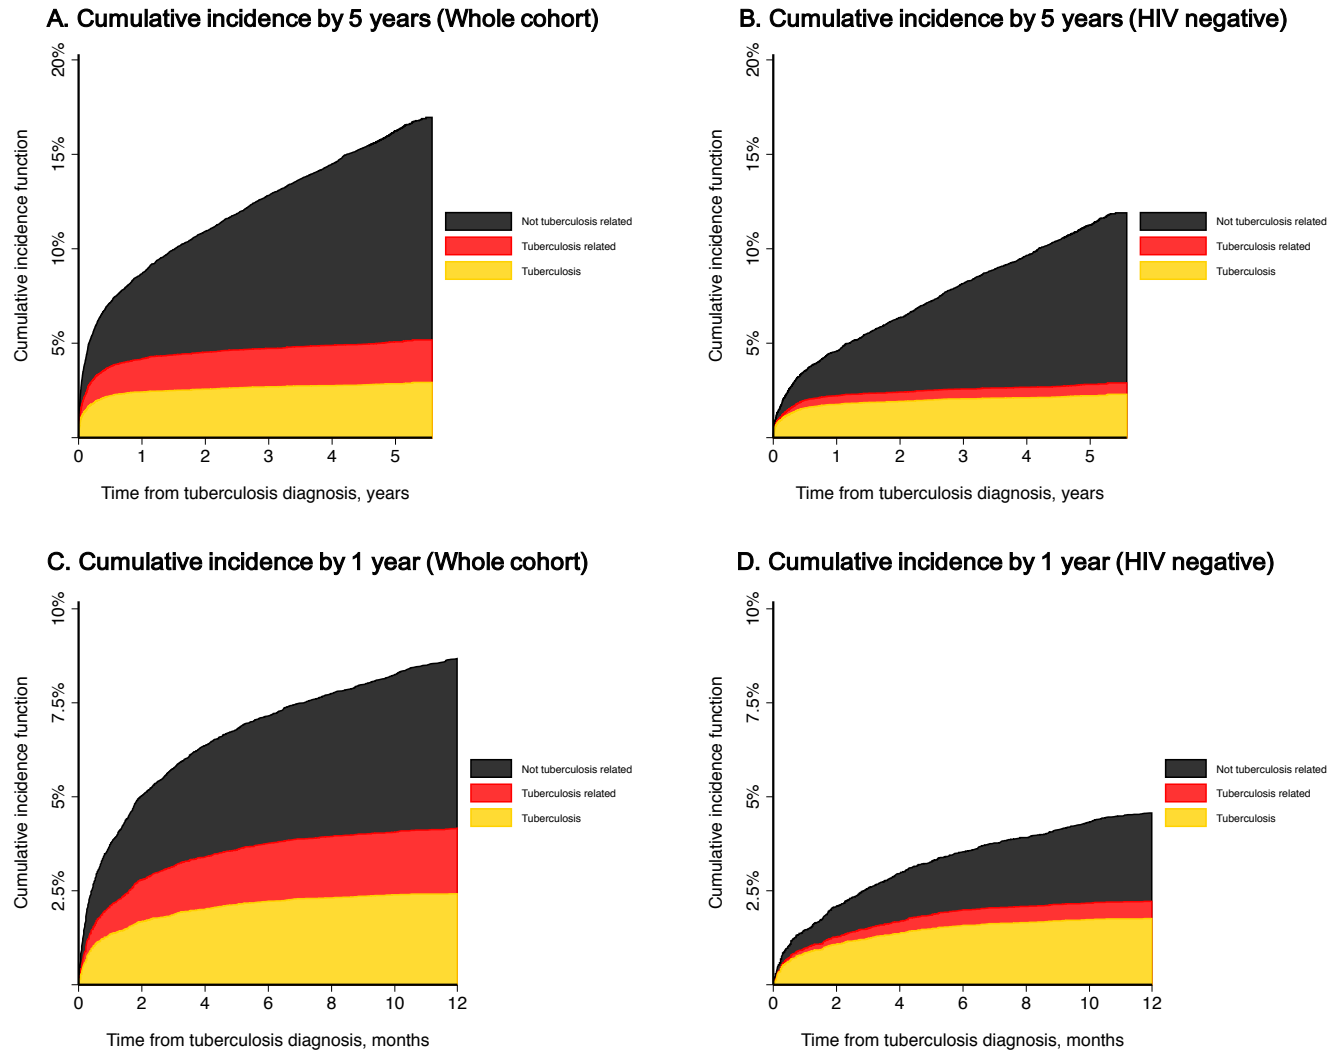 A. Cumulative incidence by 5 years (Whole cohort)
Cumulative incidence function
20%
15%
10%
5%
0 1 2 3 4 5
Time from tuberculosis diagnosis, years
Not tuberculosis related
Tuberculosis related
Tuberculosis
B. Cumulative incidence by 5 years (HIV negative)
Cumulative incidence function
20%
15%
10%
5%
0 1 2 3 4 5
Time from tuberculosis diagnosis, years
Not tuberculosis related
Tuberculosis related
Tuberculosis
C. Cumulative incidence by 1 year (Whole cohort)
Cumulative incidence function
10%
7.5%
5%
2.5%
0 2 4 6 8 10 12
Time from tuberculosis diagnosis, months
Not tuberculosis related
Tuberculosis related
Tuberculosis
D. Cumulative incidence by 1 year (HIV negative)
Cumulative incidence function
10%
7.5%
5%
2.5%
0 2 4 6 8 10 12
Time from tuberculosis diagnosis, months
Not tuberculosis related
Tuberculosis related
Tuberculosis